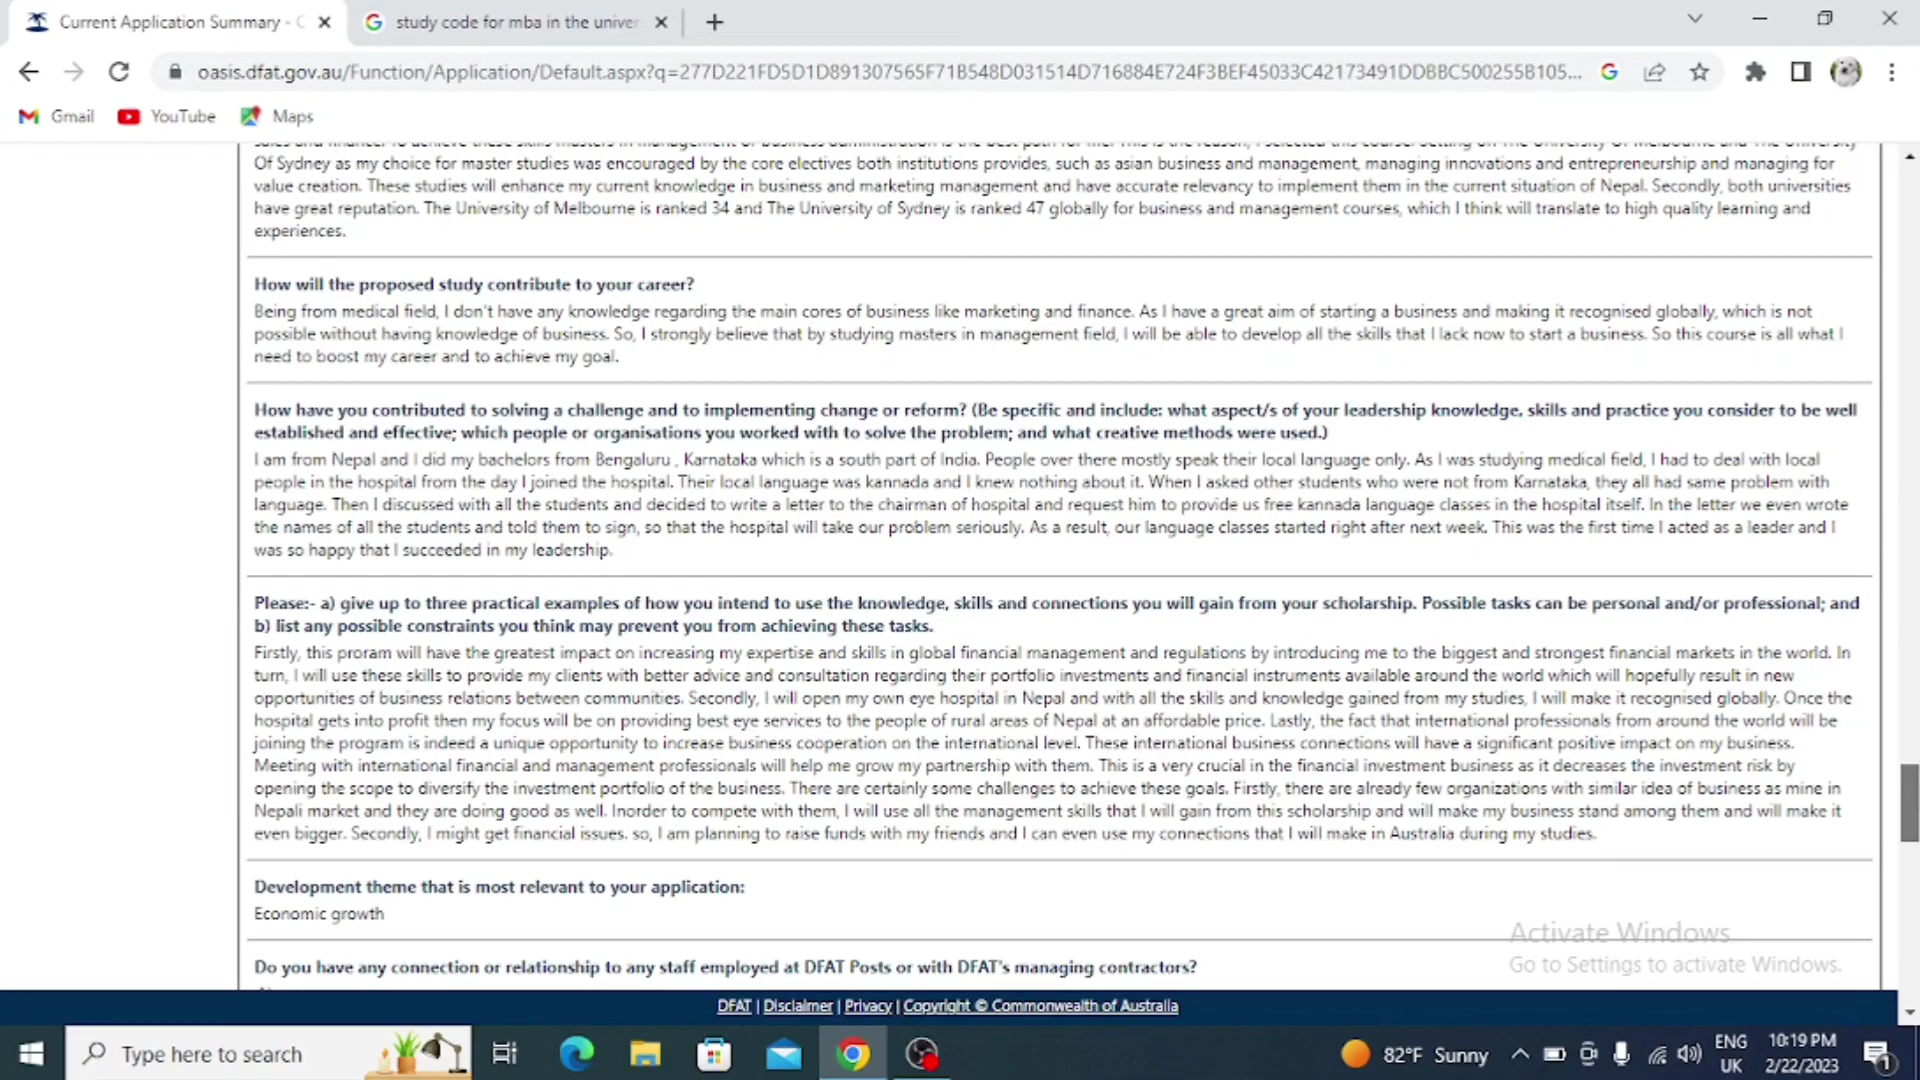 Current Application Summary - C
study code for mba in the univer
oasis.dfat.gov.au/Function/Application/Default.aspx?q=277D221FD5D1D891307565F71B548D031514D716884E724F3BEF45033C42173491DDBBC500255B105...
Gmail YouTube Maps
Of Sydney as my choice for master studies was encouraged by the core electives both institutions provides, such as asian business and management, managing innovations and entrepreneurship and managing for
value creation. These studies will enhance my current knowledge in business and marketing management and have accurate relevancy to implement them in the current situation of Nepal. Secondly, both universities
have great reputation. The University of Melbourne is ranked 34 and The University of Sydney is ranked 47 globally for business and management courses, which I think will translate to high quality learning and
experiences.
How will the proposed study contribute to your career?
Being from medical field, I don't have any knowledge regarding the main cores of business like marketing and finance. As I have a great aim of starting a business and making it recognised globally, which is not
possible without having knowledge of business. So, I strongly believe that by studying masters in management field, I will be able to develop all the skills that I lack now to start a business. So this course is all what I
need to boost my career and to achieve my goal.
How have you contributed to solving a challenge and to implementing change or reform? (Be specific and include: what aspect/s of your leadership knowledge, skills and practice you consider to be well
established and effective; which people or organisations you worked with to solve the problem; and what creative methods were used.)
I am from Nepal and I did my bachelors from Bengaluru , Karnataka which is a south part of India. People over there mostly speak their local language only. As I was studying medical field, I had to deal with local
people in the hospital from the day I joined the hospital. Their local language was kannada and I knew nothing about it. When I asked other students who were not from Karnataka, they all had same problem with
language. Then I discussed with all the students and decided to write a letter to the chairman of hospital and request him to provide us free kannada language classes in the hospital itself. In the letter we even wrote
the names of all the students and told them to sign, so that the hospital will take our problem seriously. As a result, our language classes started right after next week. This was the first time I acted as a leader and I
was so happy that I succeeded in my leadership.
Please:- a) give up to three practical examples of how you intend to use the knowledge, skills and connections you will gain from your scholarship. Possible tasks can be personal and/or professional; and
b) list any possible constraints you think may prevent you from achieving these tasks.
Firstly, this proram will have the greatest impact on increasing my expertise and skills in global financial management and regulations by introducing me to the biggest and strongest financial markets in the world. In
turn, I will use these skills to provide my clients with better advice and consultation regarding their portfolio investments and financial instruments available around the world which will hopefully result in new
opportunities of business relations between communities. Secondly, I will open my own eye hospital in Nepal and with all the skills and knowledge gained from my studies, I will make it recognised globally. Once the
hospital gets into profit then my focus will be on providing best eye services to the people of rural areas of Nepal at an affordable price. Lastly, the fact that international professionals from around the world will be
joining the program is indeed a unique opportunity to increase business cooperation on the international level. These international business connections will have a significant positive impact on my business.
Meeting with international financial and management professionals will help me grow my partnership with them. This is a very crucial in the financial investment business as it decreases the investment risk by
opening the scope to diversify the investment portfolio of the business. There are certainly some challenges to achieve these goals. Firstly, there are already few organizations with similar idea of business as mine in
Nepali market and they are doing good as well. Inorder to compete with them, I will use all the management skills that I will gain from this scholarship and will make my business stand among them and will make it
even bigger. Secondly, I might get financial issues. so, I am planning to raise funds with my friends and I can even use my connections that I will make in Australia during my studies.
Development theme that is most relevant to your application:
Economic growth
Activate Windows
Do you have any connection or relationship to any staff employed at DFAT Posts or with DFAT's managing contractors?
Go to Settings to activate Windows.
DFAT | Disclaimer | Privacy | Copyright © Commonwealth of Australia
Type here to search
82°F Sunny
ENG
UK
10:19 PM
2/22/2023
1